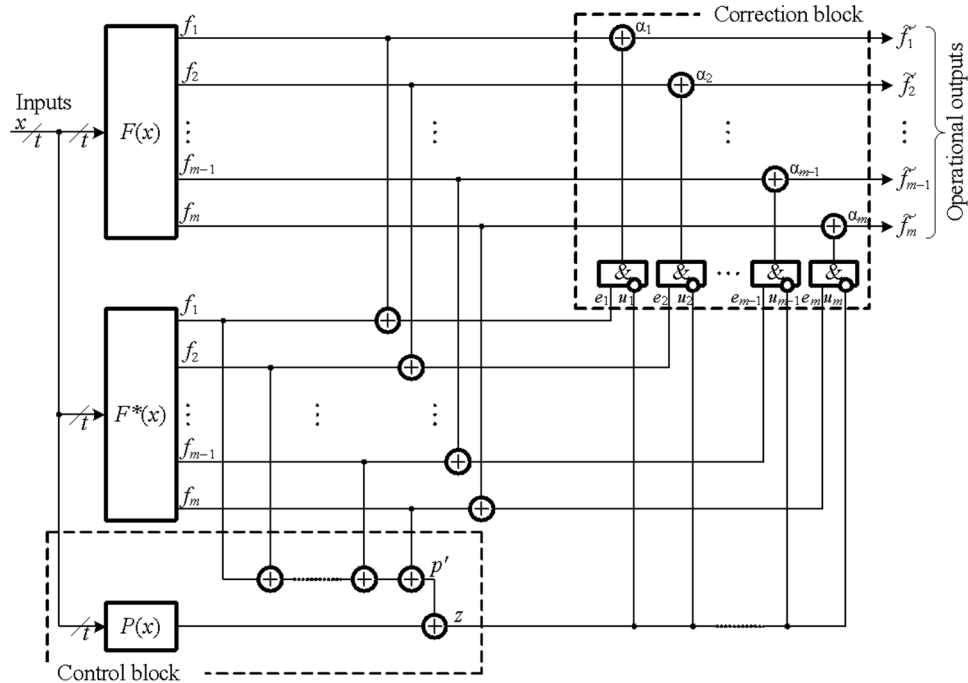 Correction block
f₁ α₁ f̃₁
f₂ α₂ f̃₂
Inputs
x t t F(x)
fₘ₋₁ αₘ₋₁ f̃ₘ₋₁
fₘ αₘ f̃ₘ
Operational outputs
& & & &
e₁ u₁ e₂ u₂ eₘ₋₁ uₘ₋₁ eₘ uₘ
f₁
f₂
t F*(x)
fₘ₋₁
fₘ
p′
t P(x) z
Control block